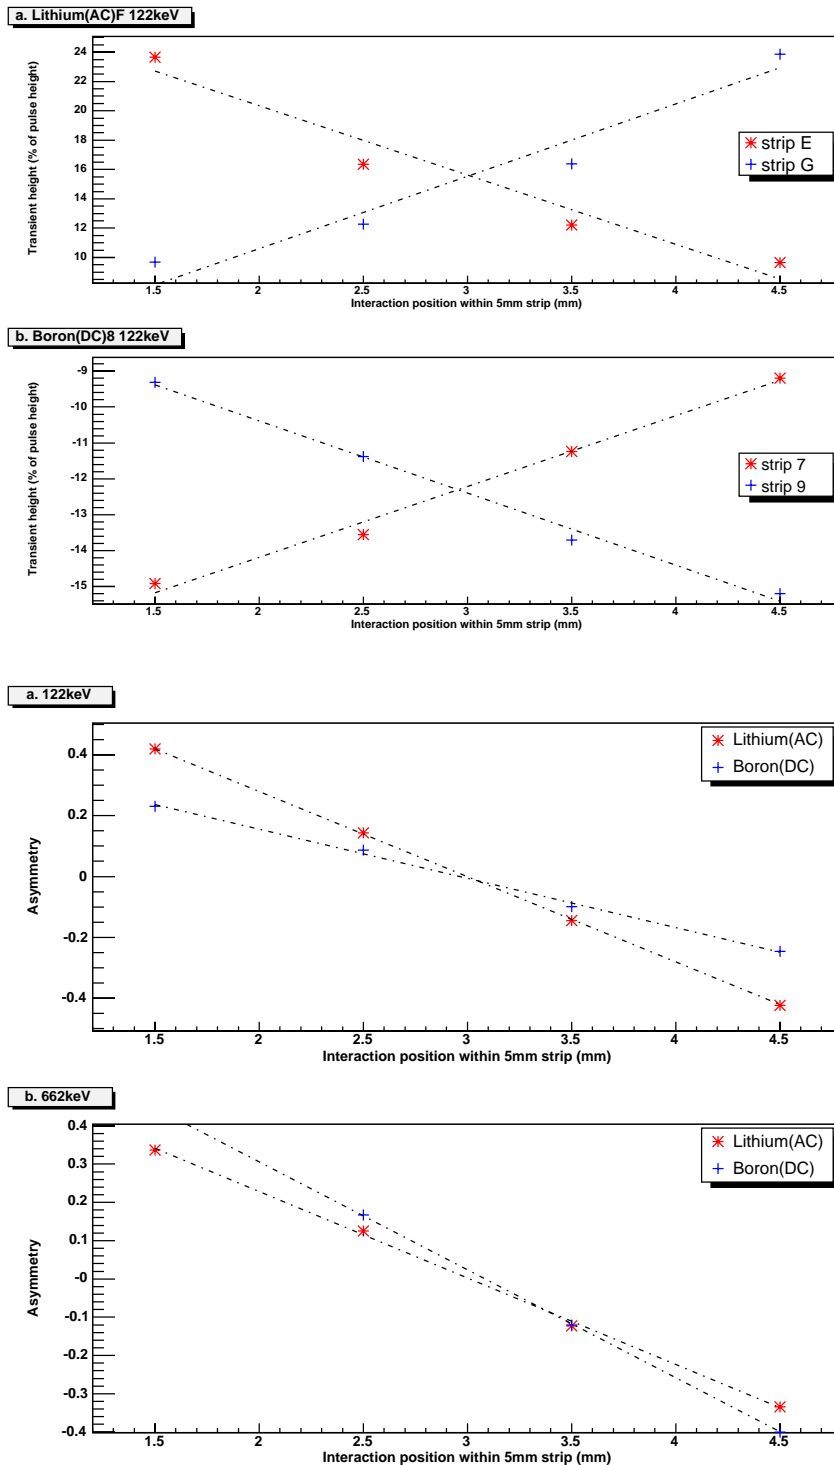 a. Lithium(AC)F 122keV
Transient height (% of pulse height)
24
22
20
18
16
14
12
10
strip E
strip G
1.5 2 2.5 3 3.5 4 4.5
Interaction position within 5mm strip (mm)
b. Boron(DC)8 122keV
Transient height (% of pulse height)
-9
-10
-11
-12
-13
-14
-15
strip 7
strip 9
1.5 2 2.5 3 3.5 4 4.5
Interaction position within 5mm strip (mm)
a. 122keV
Asymmetry
0.4
0.2
0
-0.2
-0.4
Lithium(AC)
Boron(DC)
1.5 2 2.5 3 3.5 4 4.5
Interaction position within 5mm strip (mm)
b. 662keV
Asymmetry
0.4
0.3
0.2
0.1
-0
-0.1
-0.2
-0.3
-0.4
Lithium(AC)
Boron(DC)
1.5 2 2.5 3 3.5 4 4.5
Interaction position within 5mm strip (mm)